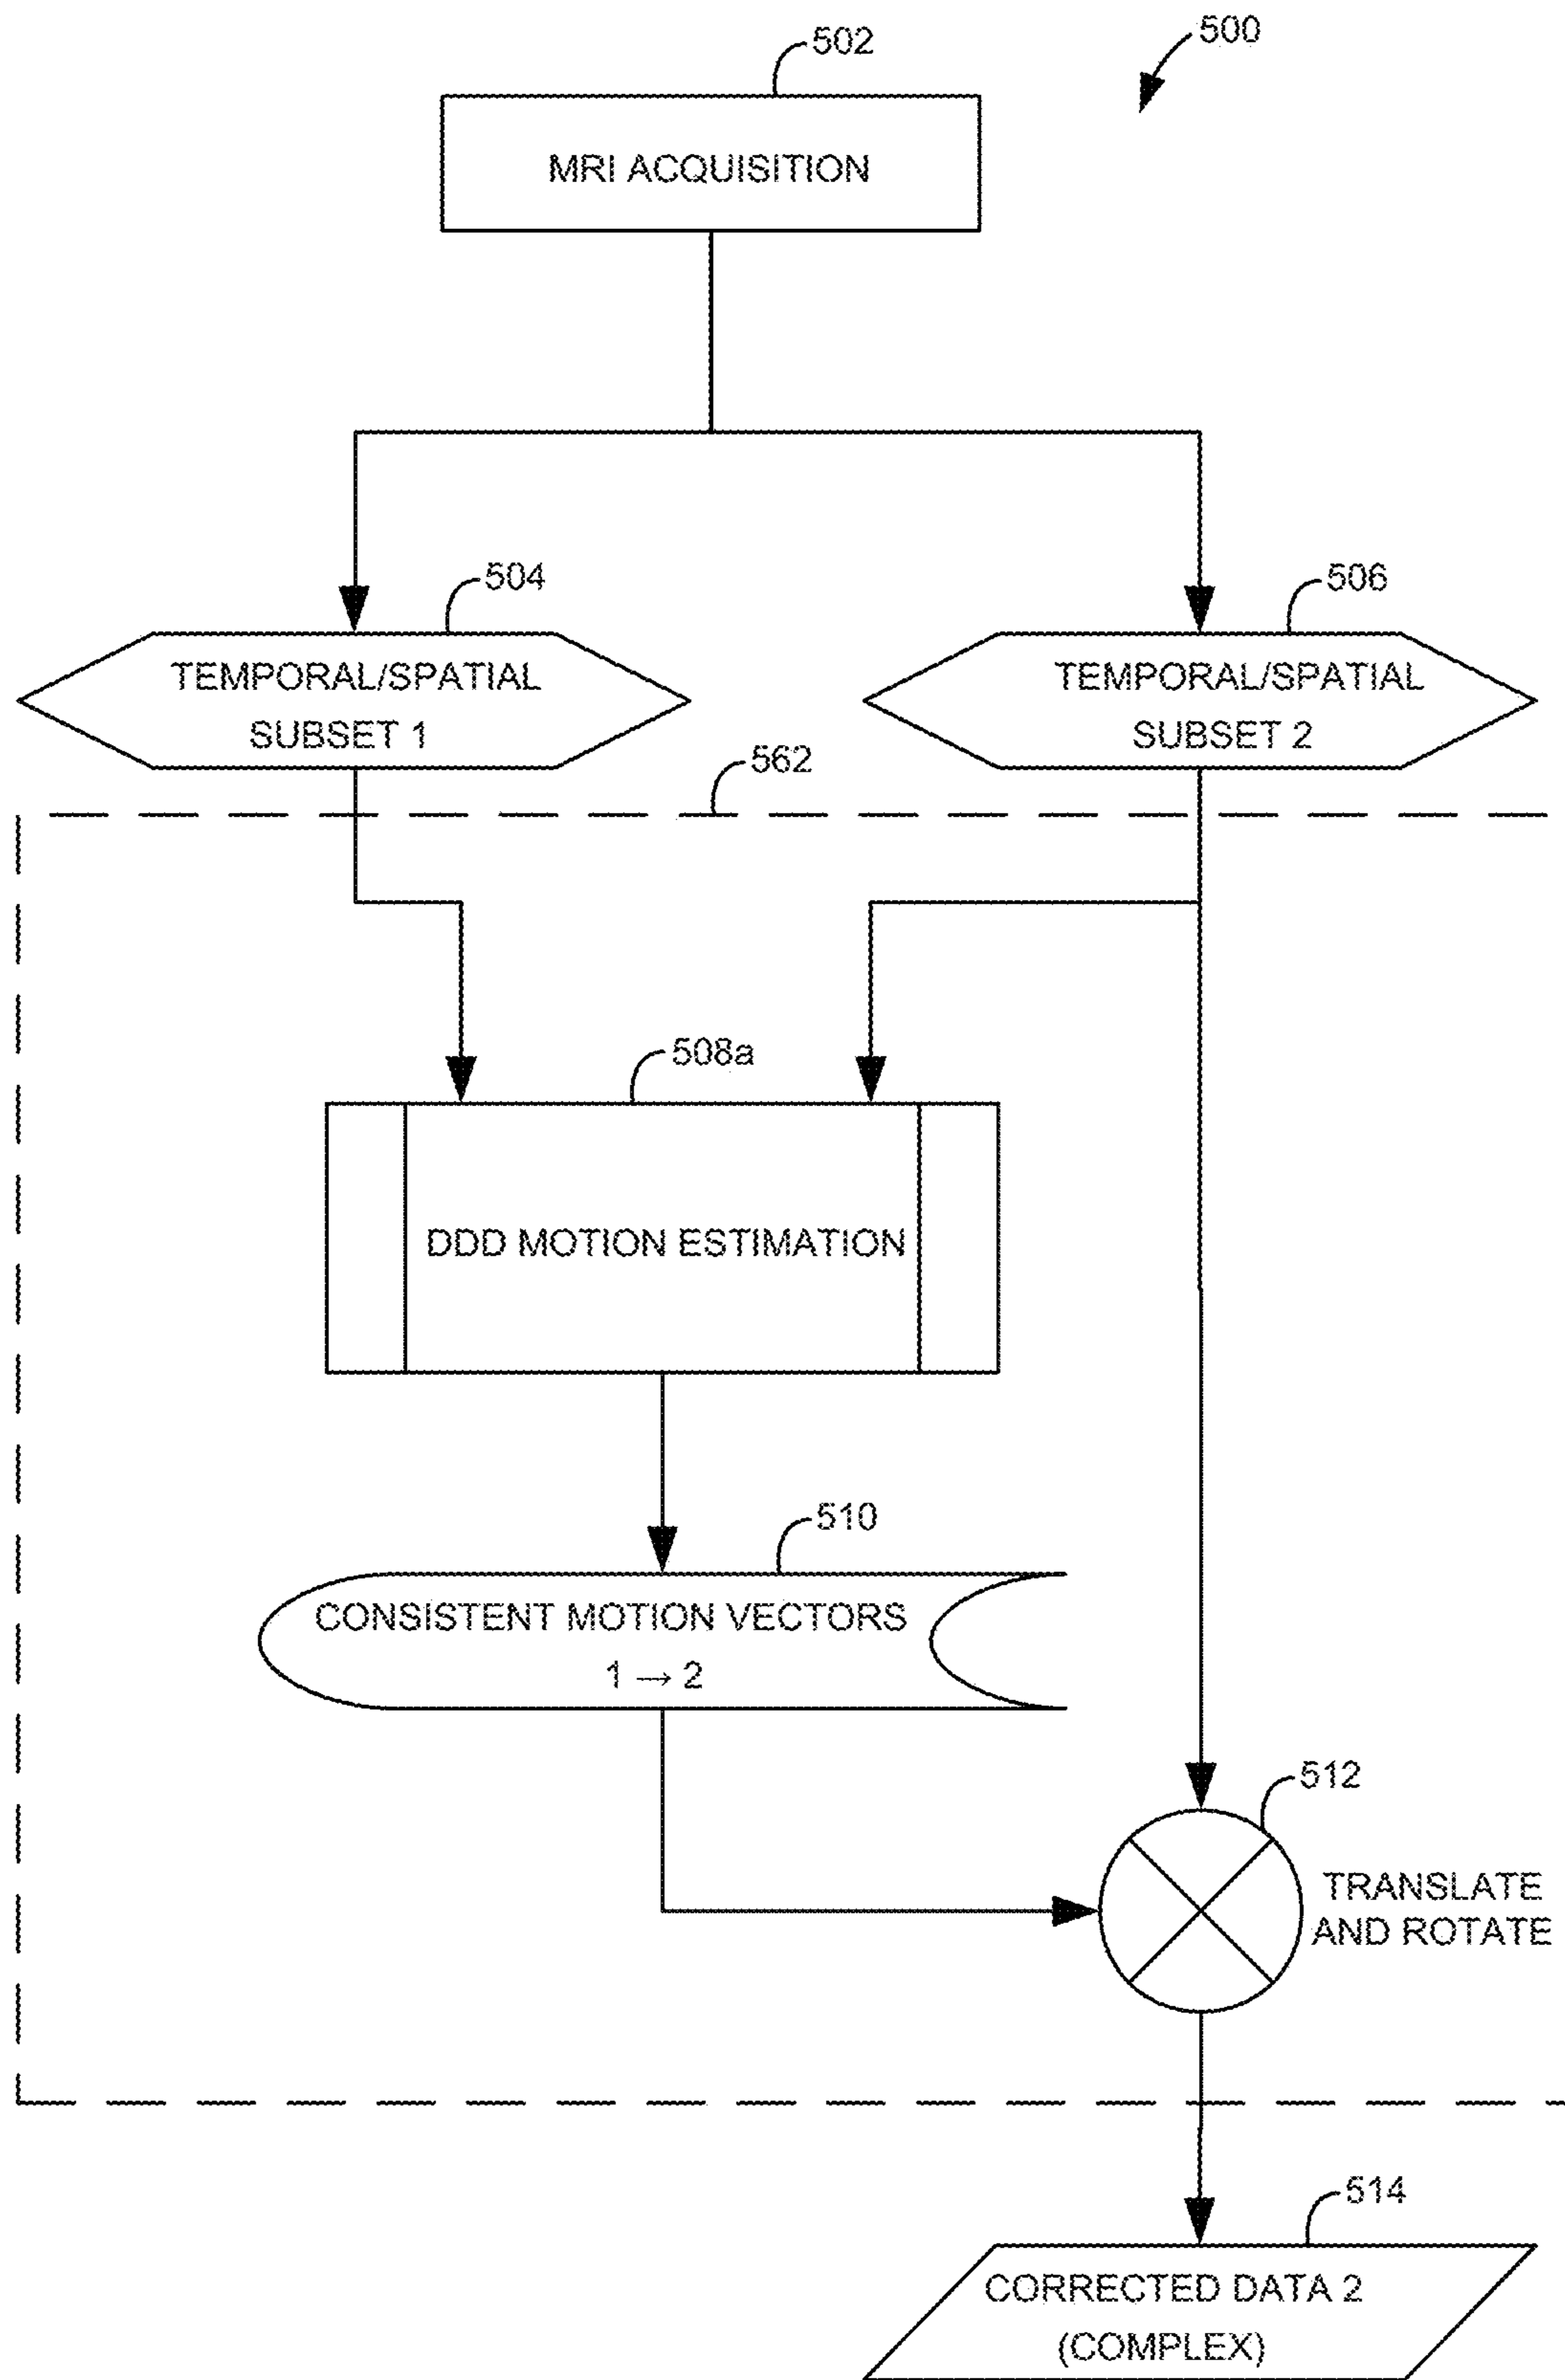 502
500
MRI ACQUISITION
504
506
TEMPORAL/SPATIAL
SUBSET 1
TEMPORAL/SPATIAL
SUBSET 2
562
508a
DDD MOTION ESTIMATION
510
CONSISTENT MOTION VECTORS
1 → 2
512
TRANSLATE
AND ROTATE
514
CORRECTED DATA 2
(COMPLEX)